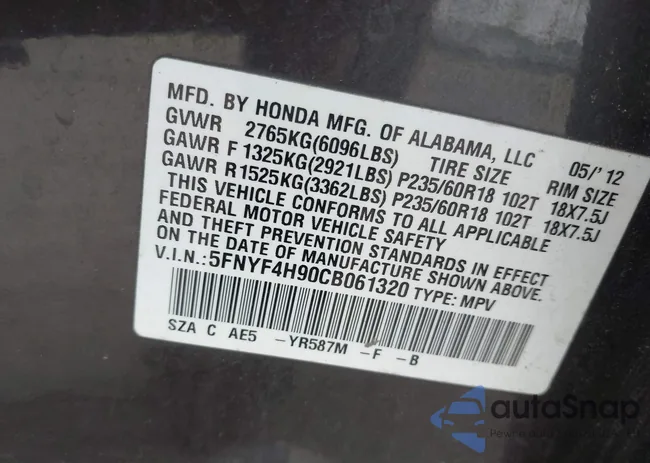 MFD. BY HONDA MFG. OF ALABAMA, LLC 05/'12
GVWR 2765KG(6096LBS) TIRE SIZE RIM SIZE
GAWR F 1325KG(2921LBS) P235/60R18 102T 18X7.5J
GAWR R1525KG(3362LBS) P235/60R18 102T 18X7.5J
THIS VEHICLE CONFORMS TO ALL APPLICABLE
FEDERAL MOTOR VEHICLE SAFETY
AND THEFT PREVENTION STANDARDS IN EFFECT
ON THE DATE OF MANUFACTURE SHOWN ABOVE.
V.I.N.:5FNYF4H90CB061320 TYPE: MPV
SZA C AE5 -YR587M -F -B
autoSnap